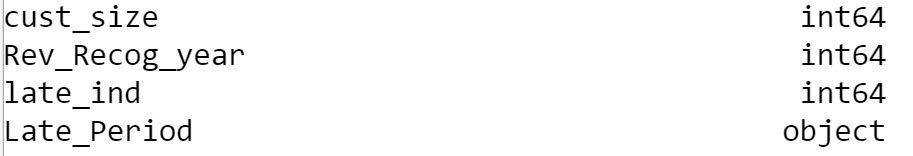 cust_size int64
Rev_Recog_year int64
late_ind int64
Late_Period object